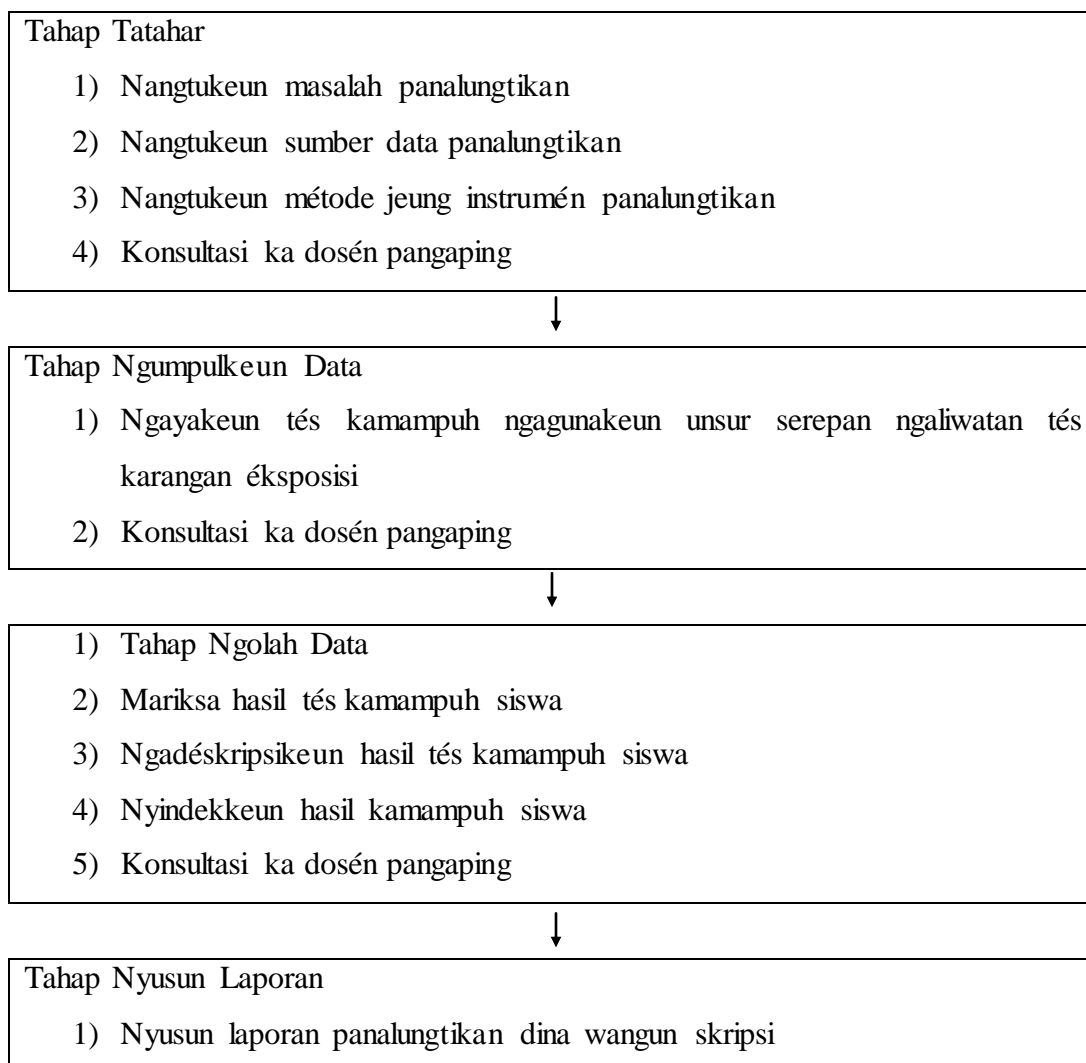 Tahap Tatahar
1) Nangtukeun masalah panalungtikan
2) Nangtukeun sumber data panalungtikan
3) Nangtukeun métode jeung instrumén panalungtikan
4) Konsultasi ka dosén pangaping
Tahap Ngumpulkeun Data
1) Ngayakeun tés kamampuh ngagunakeun unsur serepan ngaliwatan tés
karangan éksposisi
2) Konsultasi ka dosén pangaping
1) Tahap Ngolah Data
2) Mariksa hasil tés kamampuh siswa
3) Ngadéskripsikeun hasil tés kamampuh siswa
4) Nyindekkeun hasil kamampuh siswa
5) Konsultasi ka dosén pangaping
Tahap Nyusun Laporan
1) Nyusun laporan panalungtikan dina wangun skripsi